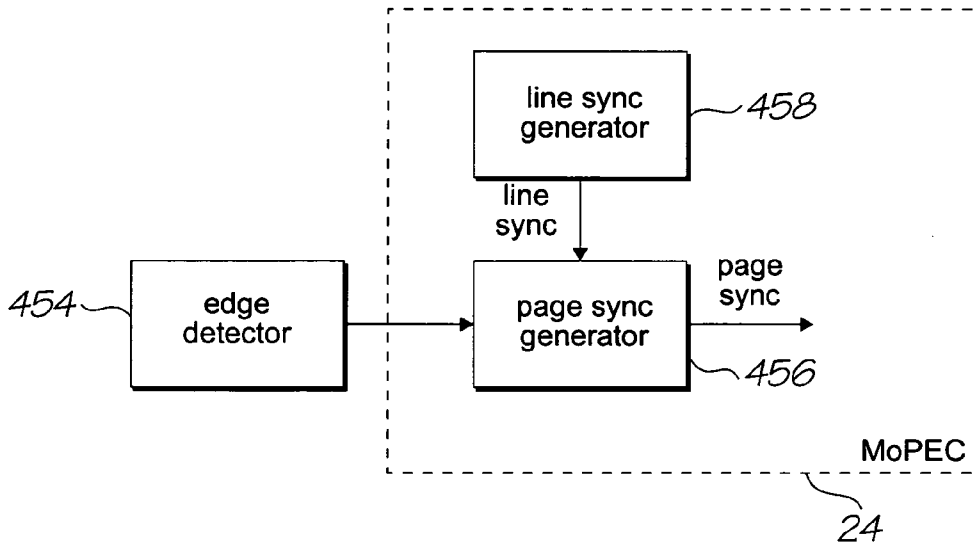 line sync
generator
458
line
sync
454
edge
detector
page sync
generator
page
sync
456
MoPEC
24